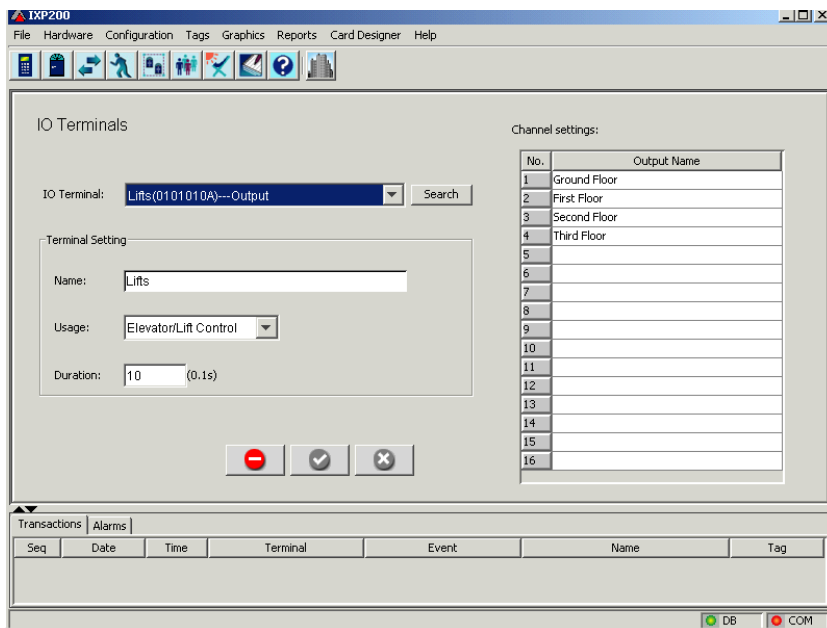 IXP200
File Hardware Configuration Tags Graphics Reports Card Designer Help
IO Terminals
IO Terminal: Lifts(0101010A)---Output Search
Terminal Setting
Name: Lifts
Usage: Elevator/Lift Control
Duration: 10 (0.1s)
Channel settings:
No. Output Name
1 Ground Floor
2 First Floor
3 Second Floor
4 Third Floor
5
6
7
8
9
10
11
12
13
14
15
16
Transactions Alarms
Seq Date Time Terminal Event Name Tag
DB COM